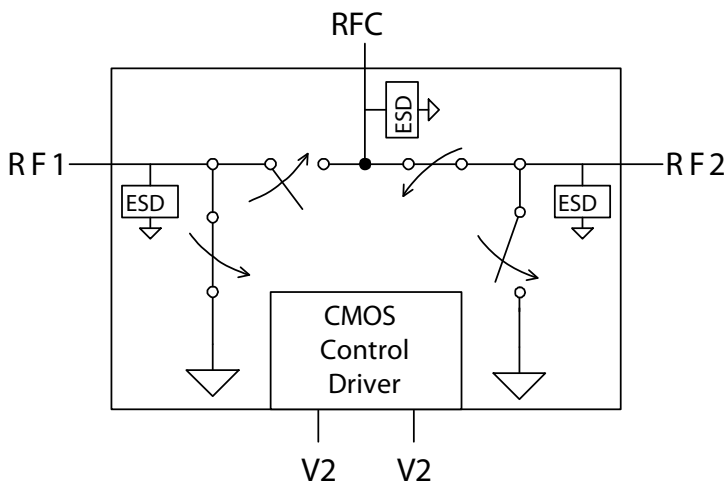 RFC
ESD
RF1
RF2
ESD
ESD
CMOS
Control
Driver
V2
V2